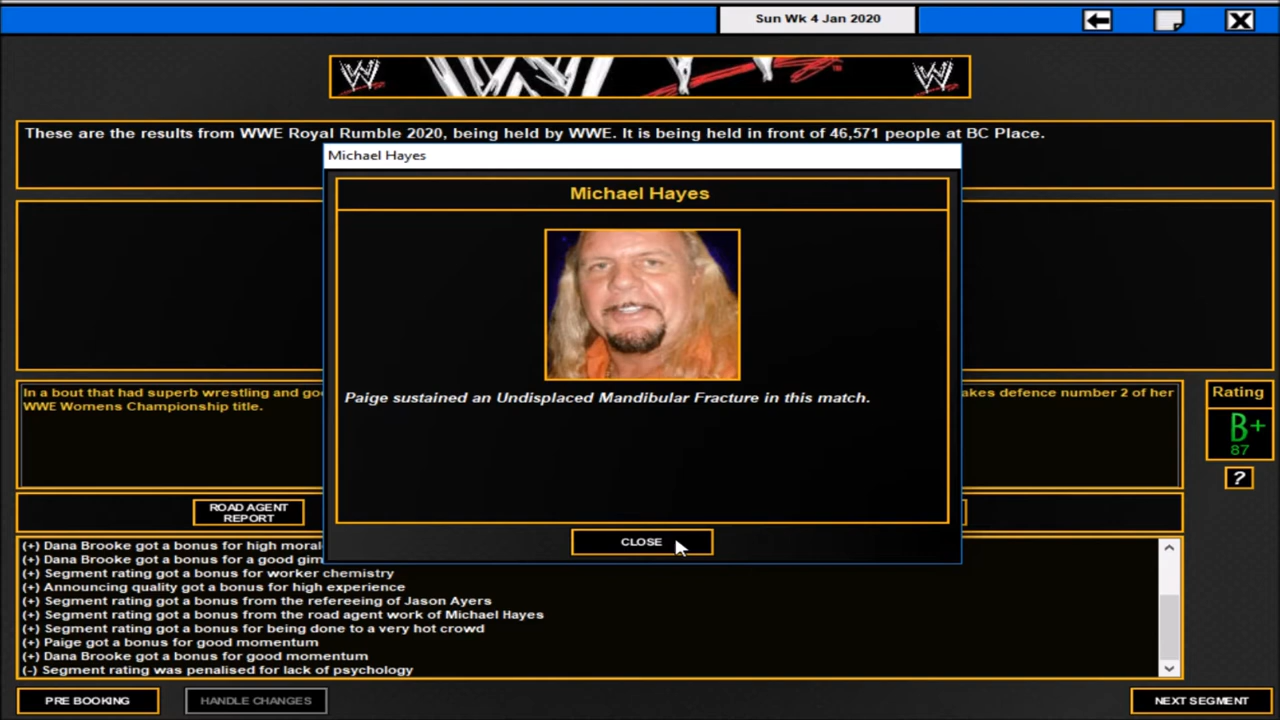 Sun Wk 4 Jan 2020
These are the results from WWE Royal Rumble 2020, being held by WWE. It is being held in front of 46,571 people at BC Place.
Michael Hayes
Michael Hayes
Paige sustained an Undisplaced Mandibular Fracture in this match.
CLOSE
In a bout that had superb wrestling and
akes defence number 2 of her
WWE Womens Championship title.
Rating
B+
87
?
ROAD AGENT
REPORT
(+) Dana Brooke got a bonus for high
(+) Dana Brooke got a bonus for a good
(+) Segment rating got a bonus for worker chemistry
(+) Announcing quality got a bonus for high experience
(+) Segment rating got a bonus from the refereeing of Jason Ayers
(+) Segment rating got a bonus from the road agent work of Michael Hayes
(+) Segment rating got a bonus for being done to a very hot crowd
(+) Paige got a bonus for good momentum
(+) Dana Brooke got a bonus for good momentum
(-) Segment rating was penalised for lack of psychology
PRE BOOKING
HANDLE CHANGES
NEXT SEGMENT